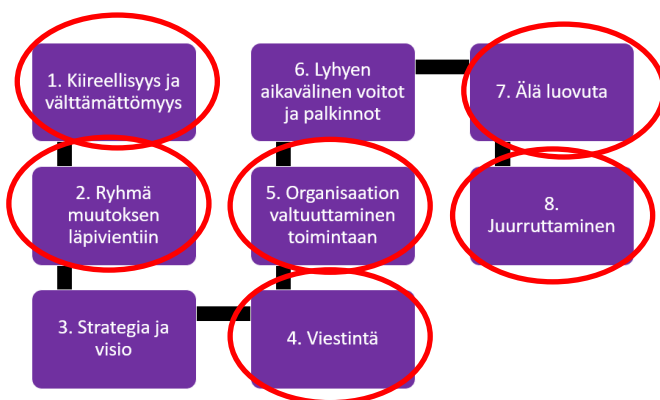 1. Kiireellisyys ja
välttämättömyys
2. Ryhmä
muutoksen
läpivientiin
3. Strategia ja
visio
4. Viestintä
5. Organisaation
valtuuttaminen
toimintaan
6. Lyhyen
aikavälinen voitot
ja palkinnot
7. Älä luovuta
8.
Juurruttaminen